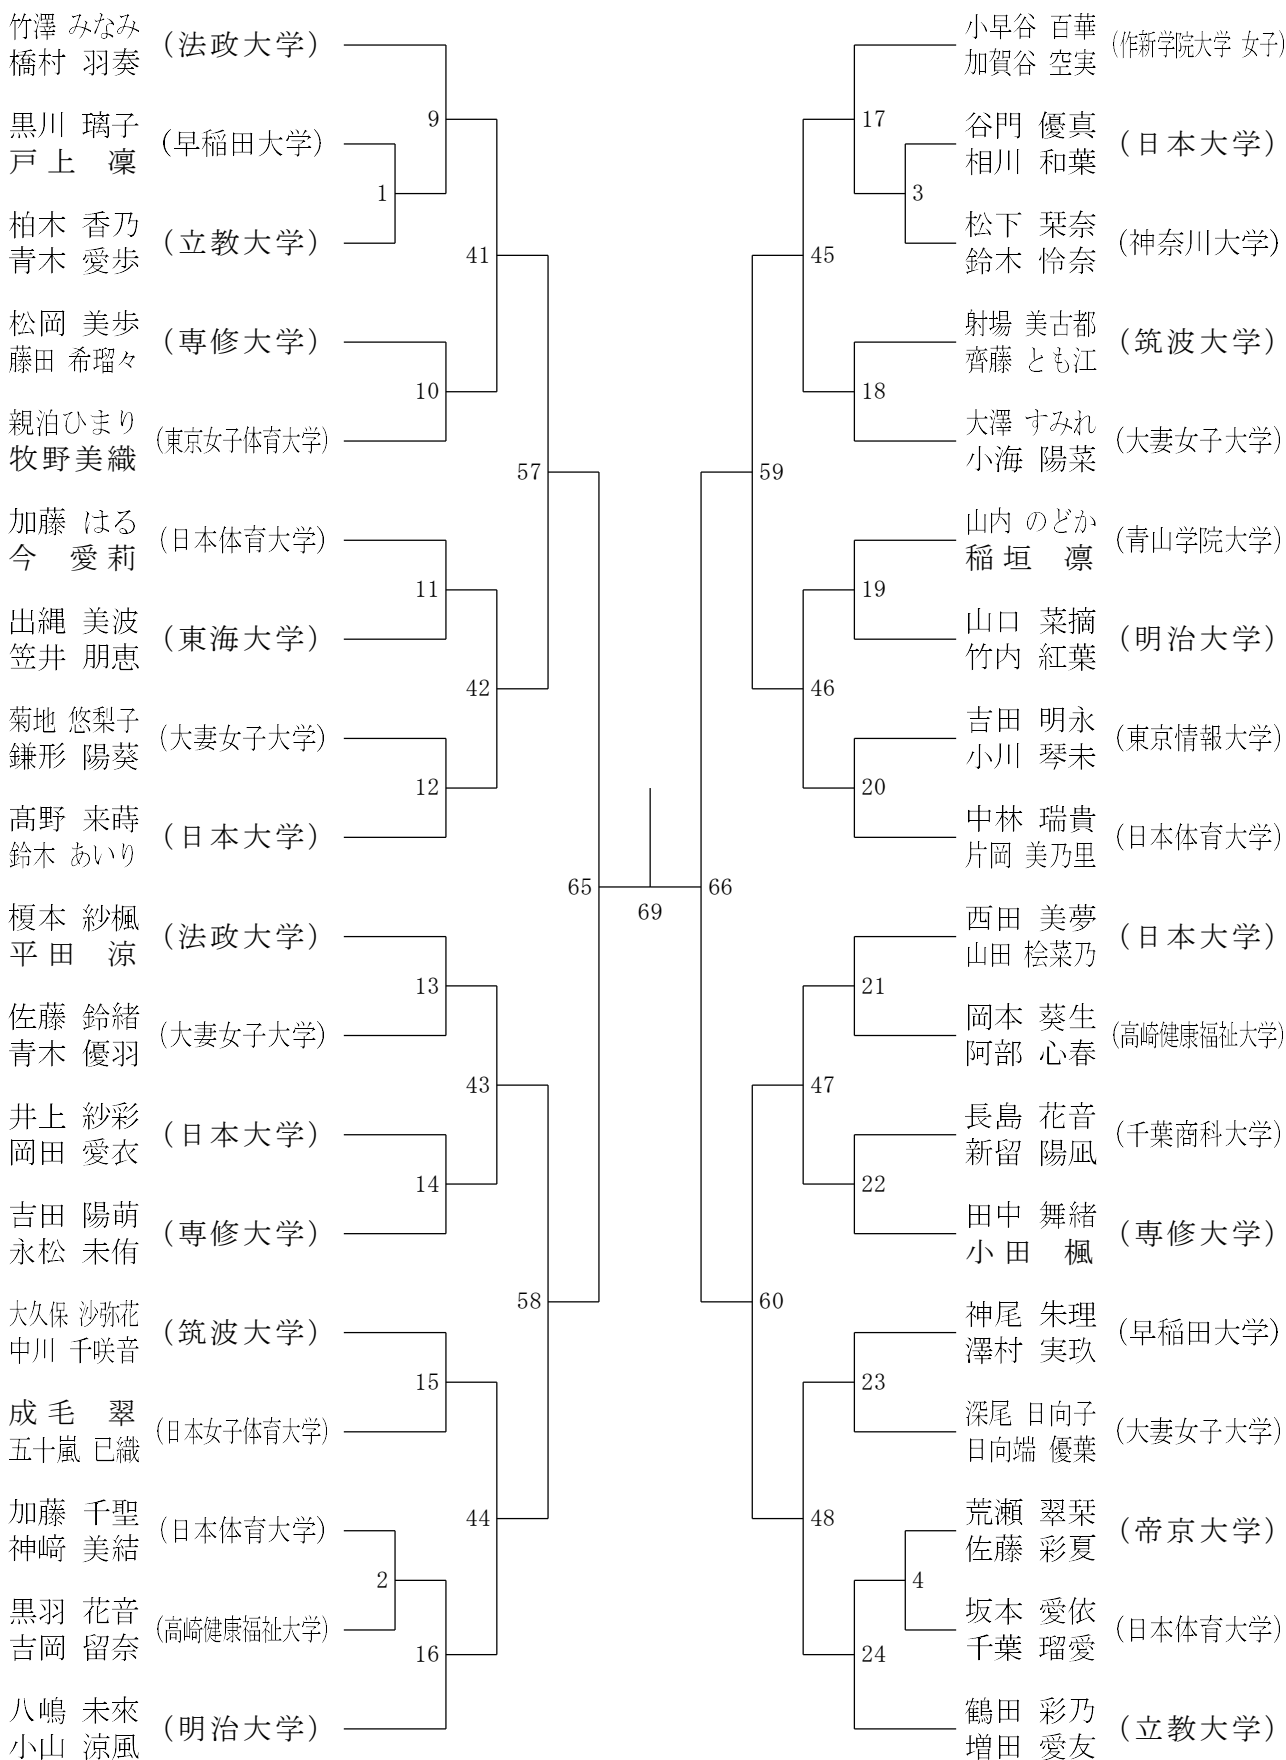 竹澤 みなみ
橋村 羽奏
(法政大学)
黒川 璃子
戸上 凜
(早稲田大学)
柏木 香乃
青木 愛歩
(立教大学)
松岡 美歩
藤田 希瑠々
(専修大学)
親泊ひまり
牧野美織
(東京女子体育大学)
加藤 はる
今 愛莉
(日本体育大学)
出縄 美波
笠井 朋恵
(東海大学)
菊地 悠梨子
鎌形 陽葵
(大妻女子大学)
髙野 来蒔
鈴木 あいり
(日本大学)
榎本 紗楓
平田 涼
(法政大学)
佐藤 鈴緒
青木 優羽
(大妻女子大学)
井上 紗彩
岡田 愛衣
(日本大学)
吉田 陽萌
永松 未侑
(専修大学)
大久保 沙弥花
中川 千咲音
(筑波大学)
成毛 翠
五十嵐 已織
(日本女子体育大学)
加藤 千聖
神﨑 美結
(日本体育大学)
黒羽 花音
吉岡 留奈
(高崎健康福祉大学)
八嶋 未來
小山 涼風
(明治大学)
9
1
41
10
57
11
42
12
65
13
43
14
58
15
44
2
16
69
17
3
45
18
59
19
46
20
66
21
47
22
60
23
48
4
24
小早谷 百華
加賀谷 空実
(作新学院大学 女子)
谷門 優真
相川 和葉
(日本大学)
松下 栞奈
鈴木 怜奈
(神奈川大学)
射場 美古都
齊藤 とも江
(筑波大学)
大澤 すみれ
小海 陽菜
(大妻女子大学)
山内 のどか
稲垣 凛
(青山学院大学)
山口 菜摘
竹内 紅葉
(明治大学)
吉田 明永
小川 琴未
(東京情報大学)
中林 瑞貴
片岡 美乃里
(日本体育大学)
西田 美夢
山田 桧菜乃
(日本大学)
岡本 葵生
阿部 心春
(高崎健康福祉大学)
長島 花音
新留 陽凪
(千葉商科大学)
田中 舞緒
小田 楓
(専修大学)
神尾 朱理
澤村 実玖
(早稲田大学)
深尾 日向子
日向端 優葉
(大妻女子大学)
荒瀬 翠栞
佐藤 彩夏
(帝京大学)
坂本 愛依
千葉 瑠愛
(日本体育大学)
鶴田 彩乃
増田 愛友
(立教大学)